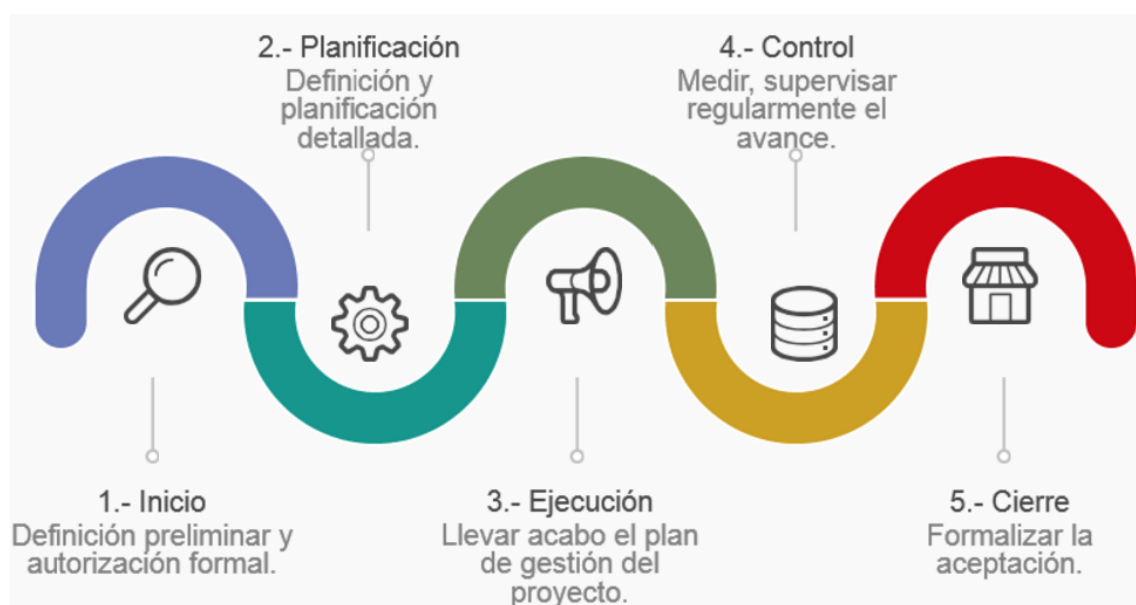 1.- Inicio
Definición preliminar y
autorización formal.
2.- Planificación
Definición y
planificación
detallada.
3.- Ejecución
Llevar acabo el plan
de gestión del
proyecto.
4.- Control
Medir, supervisar
regularmente el
avance.
5.- Cierre
Formalizar la
aceptación.